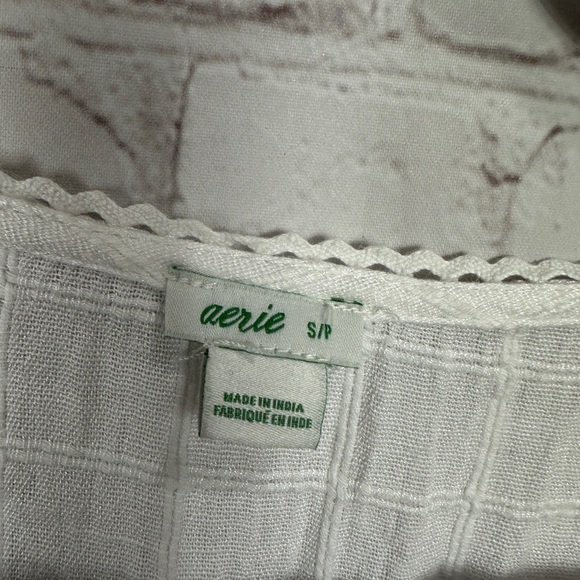 aerie S/P
MADE IN INDIA
FABRIQUÉ EN INDE